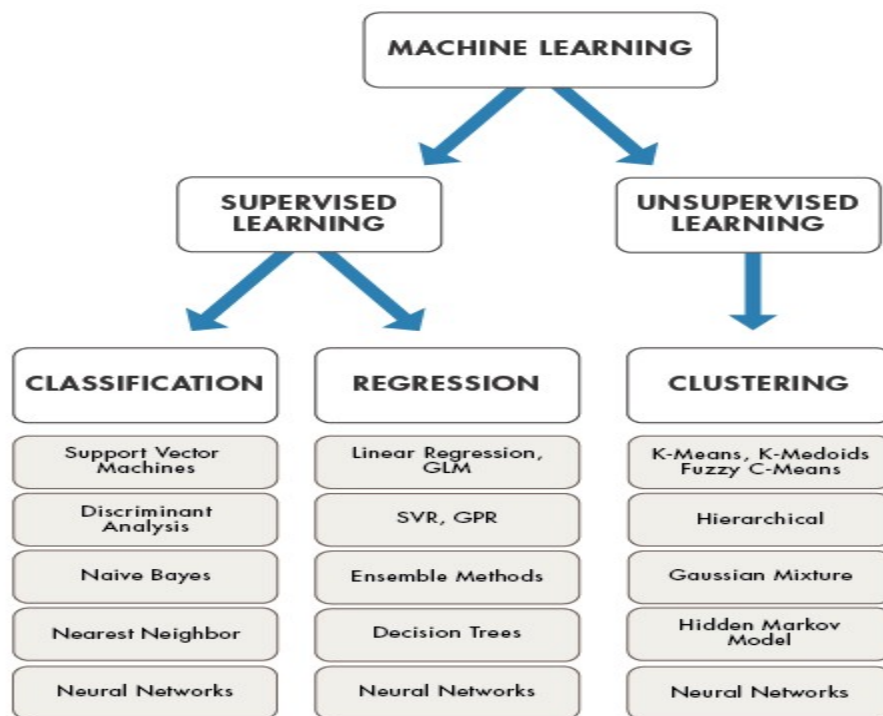 MACHINE LEARNING
SUPERVISED
LEARNING
UNSUPERVISED
LEARNING
CLASSIFICATION
REGRESSION
CLUSTERING
Support Vector
Machines
Linear Regression,
GLM
K-Means, K-Medoids
Fuzzy C-Means
Discriminant
Analysis
SVR, GPR
Hierarchical
Naive Bayes
Ensemble Methods
Gaussian Mixture
Nearest Neighbor
Decision Trees
Hidden Markov
Model
Neural Networks
Neural Networks
Neural Networks